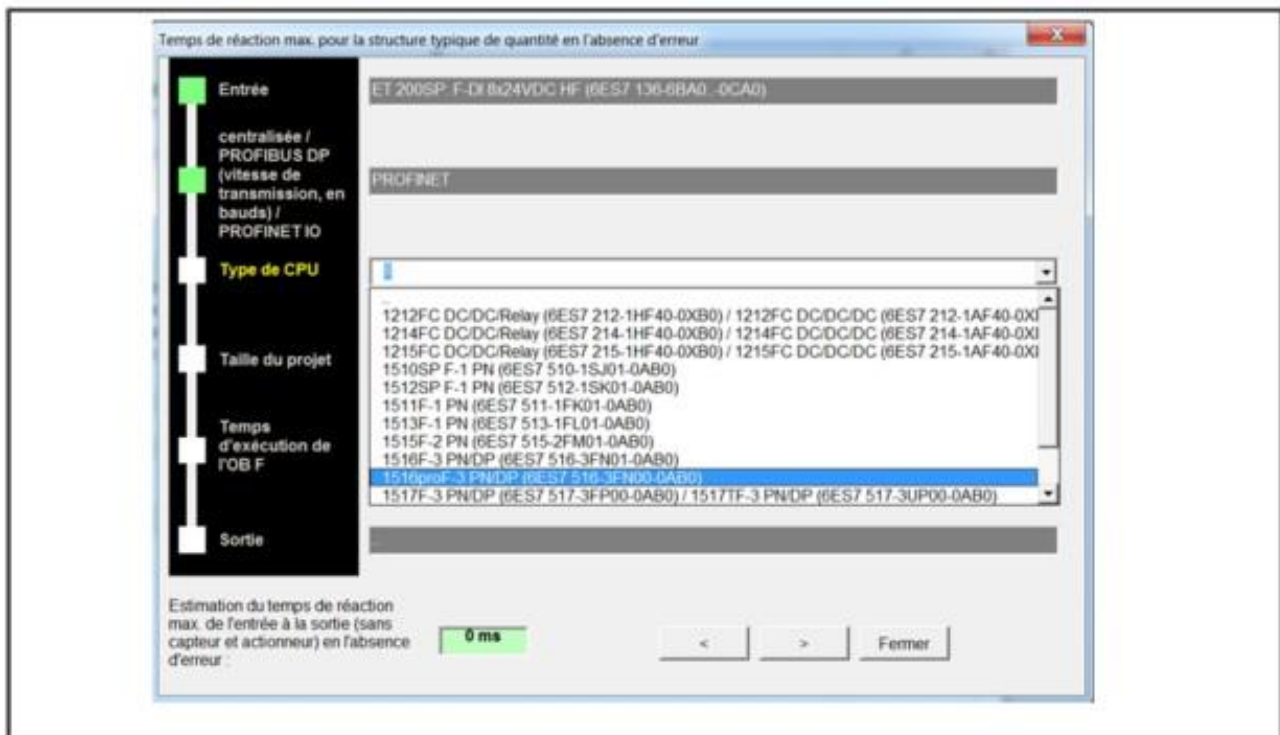 Temps de réaction max. pour la structure typique de quantité en l'absence d'erreur
Entrée
ET 200SP: F-DI 8x24VDC HF (6ES7 136-6BA0. -0CA0)
centralisée /
PROFIBUS DP
(vitesse de
transmission, en
bauds) /
PROFINET IO
PROFINET
Type de CPU
1212FC DC/DC/Relay (6ES7 212-1HF40-0XB0) / 1212FC DC/DC/DC (6ES7 212-1AF40-0XI
1214FC DC/DC/Relay (6ES7 214-1HF40-0XB0) / 1214FC DC/DC/DC (6ES7 214-1AF40-0XI
1215FC DC/DC/Relay (6ES7 215-1HF40-0XB0) / 1215FC DC/DC/DC (6ES7 215-1AF40-0XI
1510SP F-1 PN (6ES7 510-1SJ01-0AB0)
1512SP F-1 PN (6ES7 512-1SK01-0AB0)
1511F-1 PN (6ES7 511-1FK01-0AB0)
1513F-1 PN (6ES7 513-1FL01-0AB0)
1515F-2 PN (6ES7 515-2FM01-0AB0)
1516F-3 PN/DP (6ES7 516-3FN01-0AB0)
1516proF-3 PN/DP (6ES7 516-3FN00-0AB0)
1517F-3 PN/DP (6ES7 517-3FP00-0AB0) / 1517TF-3 PN/DP (6ES7 517-3UP00-0AB0)
Taille du projet
Temps
d'exécution de
l'OB F
Sortie
Estimation du temps de réaction
max. de l'entrée à la sortie (sans
capteur et actionneur) en l'absence
d'erreur :
0 ms
<
>
Fermer